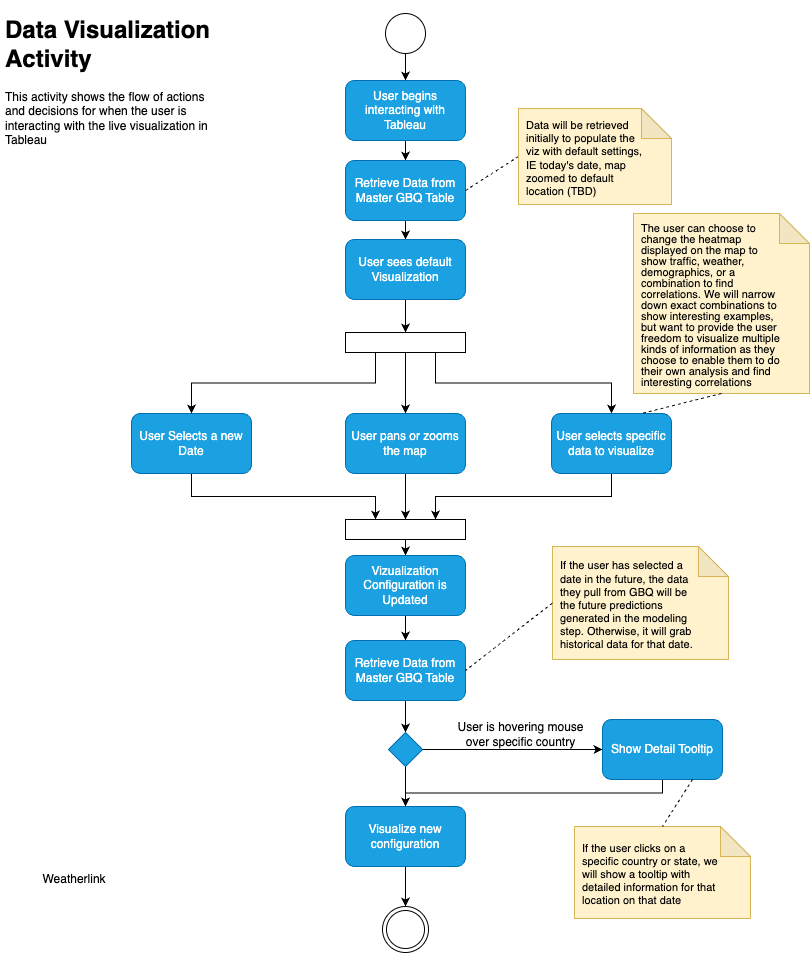 Data Visualization
Activity
This activity shows the flow of actions
and decisions for when the user is
interacting with the live visualization in
Tableau
User begins
interacting with
Tableau
Data will be retrieved
initially to populate the
viz with default settings,
IE today's date, map
zoomed to default
location (TBD)
Retrieve Data from
Master GBQ Table
User sees default
Visualization
The user can choose to
change the heatmap
displayed on the map to
show traffic, weather,
demographics, or a
combination to find
correlations. We will narrow
down exact combinations to
show interesting examples,
but want to provide the user
freedom to visualize multiple
kinds of information as they
choose to enable them to do
their own analysis and find
interesting correlations
User Selects a new
Date
User pans or zooms
the map
User selects specific
data to visualize
Vizualization
Configuration is
Updated
If the user has selected a
date in the future, the data
they pull from GBQ will be
the future predictions
generated in the modeling
step. Otherwise, it will grab
historical data for that date.
Retrieve Data from
Master GBQ Table
User is hovering mouse
over specific country
Show Detail Tooltip
Visualize new
configuration
If the user clicks on a
specific country or state, we
will show a tooltip with
detailed information for that
location on that date
Weatherlink